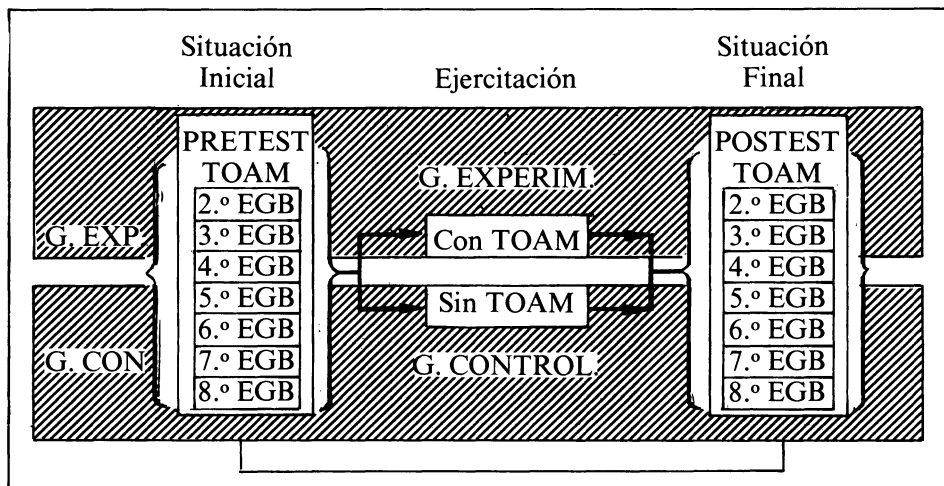 Situación
Inicial
Ejercitación
Situación
Final
PRETEST
TOAM
2.º EGB
3.º EGB
4.º EGB
5.º EGB
6.º EGB
7.º EGB
8.º EGB
G. EXP.
G. CON
G. EXPERIM.
Con TOAM
Sin TOAM
G. CONTROL.
POSTEST
TOAM
2.º EGB
3.º EGB
4.º EGB
5.º EGB
6.º EGB
7.º EGB
8.º EGB